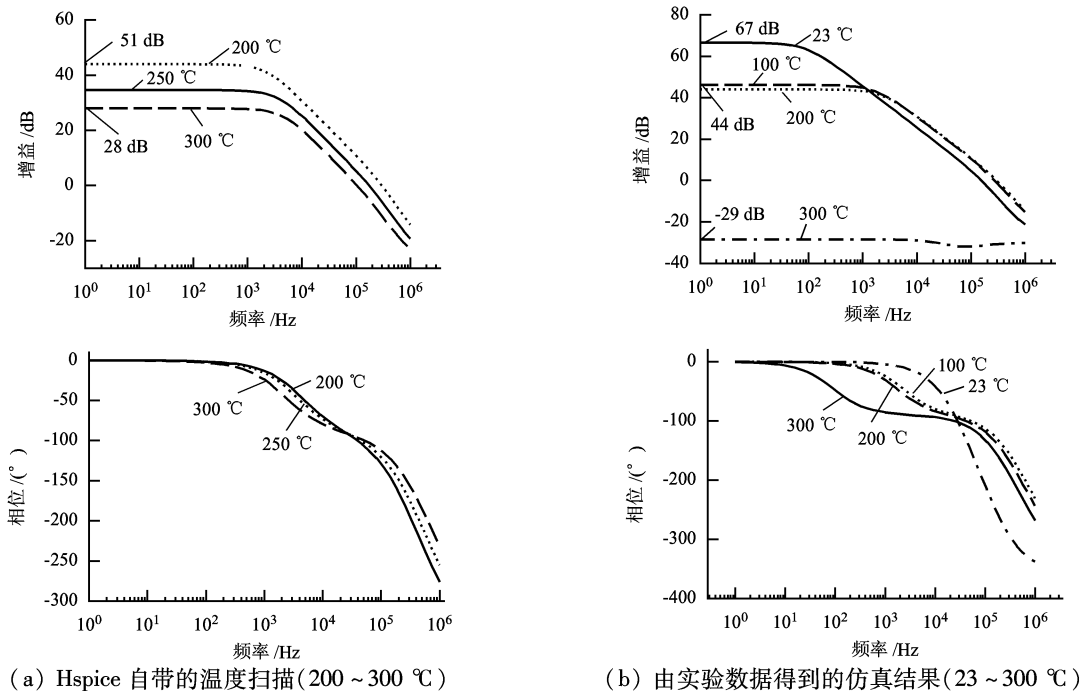 60
40
20
0
-20
增益/dB
51 dB
200 ℃
250 ℃
300 ℃
28 dB
10⁰ 10¹ 10² 10³ 10⁴ 10⁵ 10⁶
频率/Hz
80
60
40
20
0
-20
-40
增益/dB
67 dB
23 ℃
100 ℃
200 ℃
44 dB
-29 dB
300 ℃
10⁰ 10¹ 10² 10³ 10⁴ 10⁵ 10⁶
频率/Hz
0
-50
-100
-150
-200
-250
-300
相位/(°)
200 ℃
300 ℃
250 ℃
10⁰ 10¹ 10² 10³ 10⁴ 10⁵ 10⁶
频率/Hz
(a) Hspice 自带的温度扫描(200~300 ℃)
0
-100
-200
-300
-400
相位/(°)
100 ℃
23 ℃
300 ℃
200 ℃
10⁰ 10¹ 10² 10³ 10⁴ 10⁵ 10⁶
频率/Hz
(b) 由实验数据得到的仿真结果(23~300 ℃)